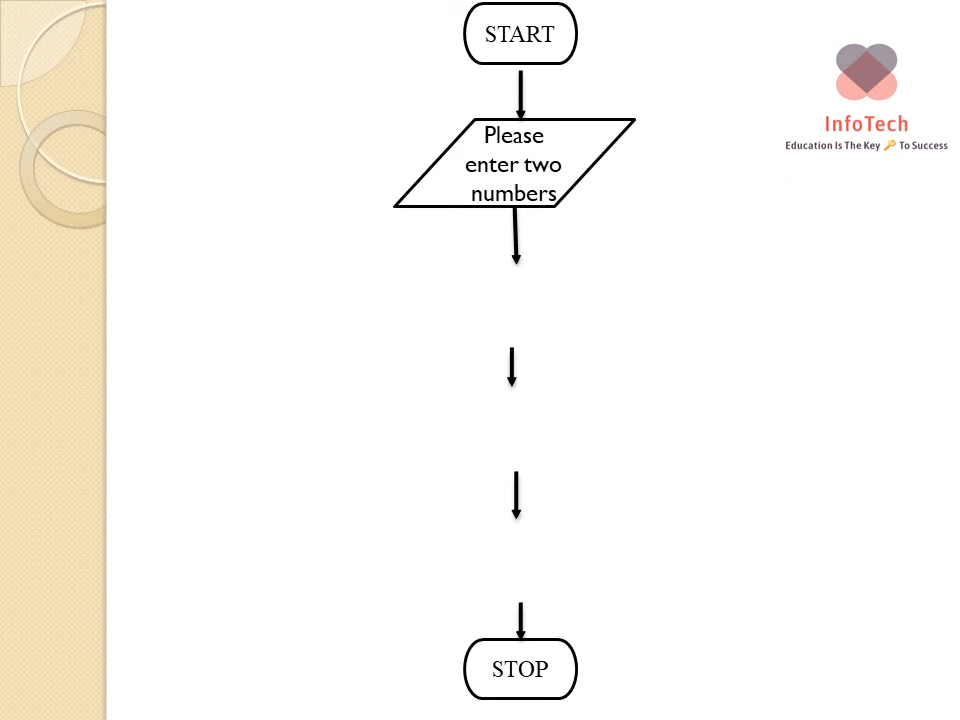 START
Please
enter two
numbers
InfoTech
Education Is The Key 🔑 To Success
STOP